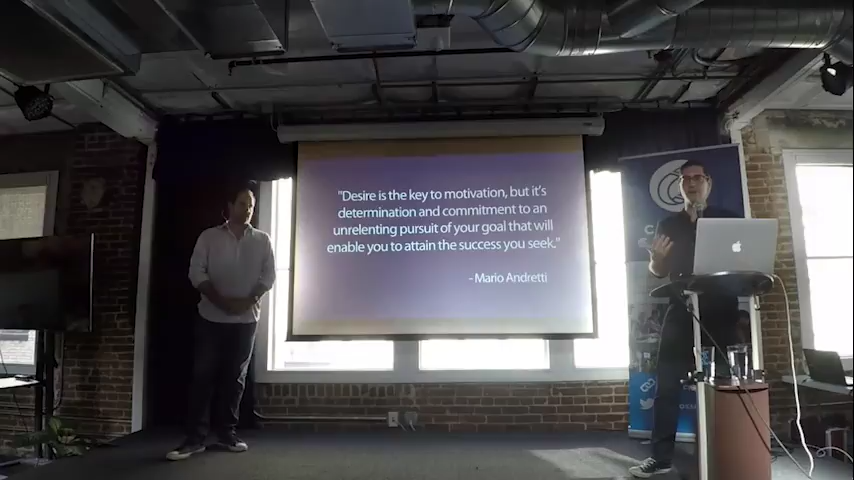 "Desire is the key to motivation, but it's
determination and commitment to an
unrelenting pursuit of your goal that will
enable you to attain the success you seek."
- Mario Andretti